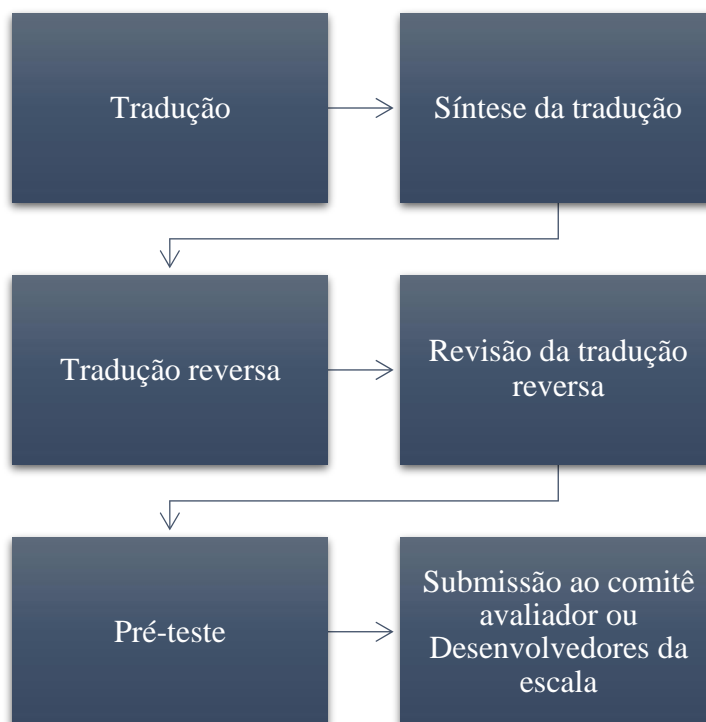 Tradução
Síntese da tradução
Tradução reversa
Revisão da tradução
reversa
Pré-teste
Submissão ao comitê
avaliador ou
Desenvolvedores da
escala